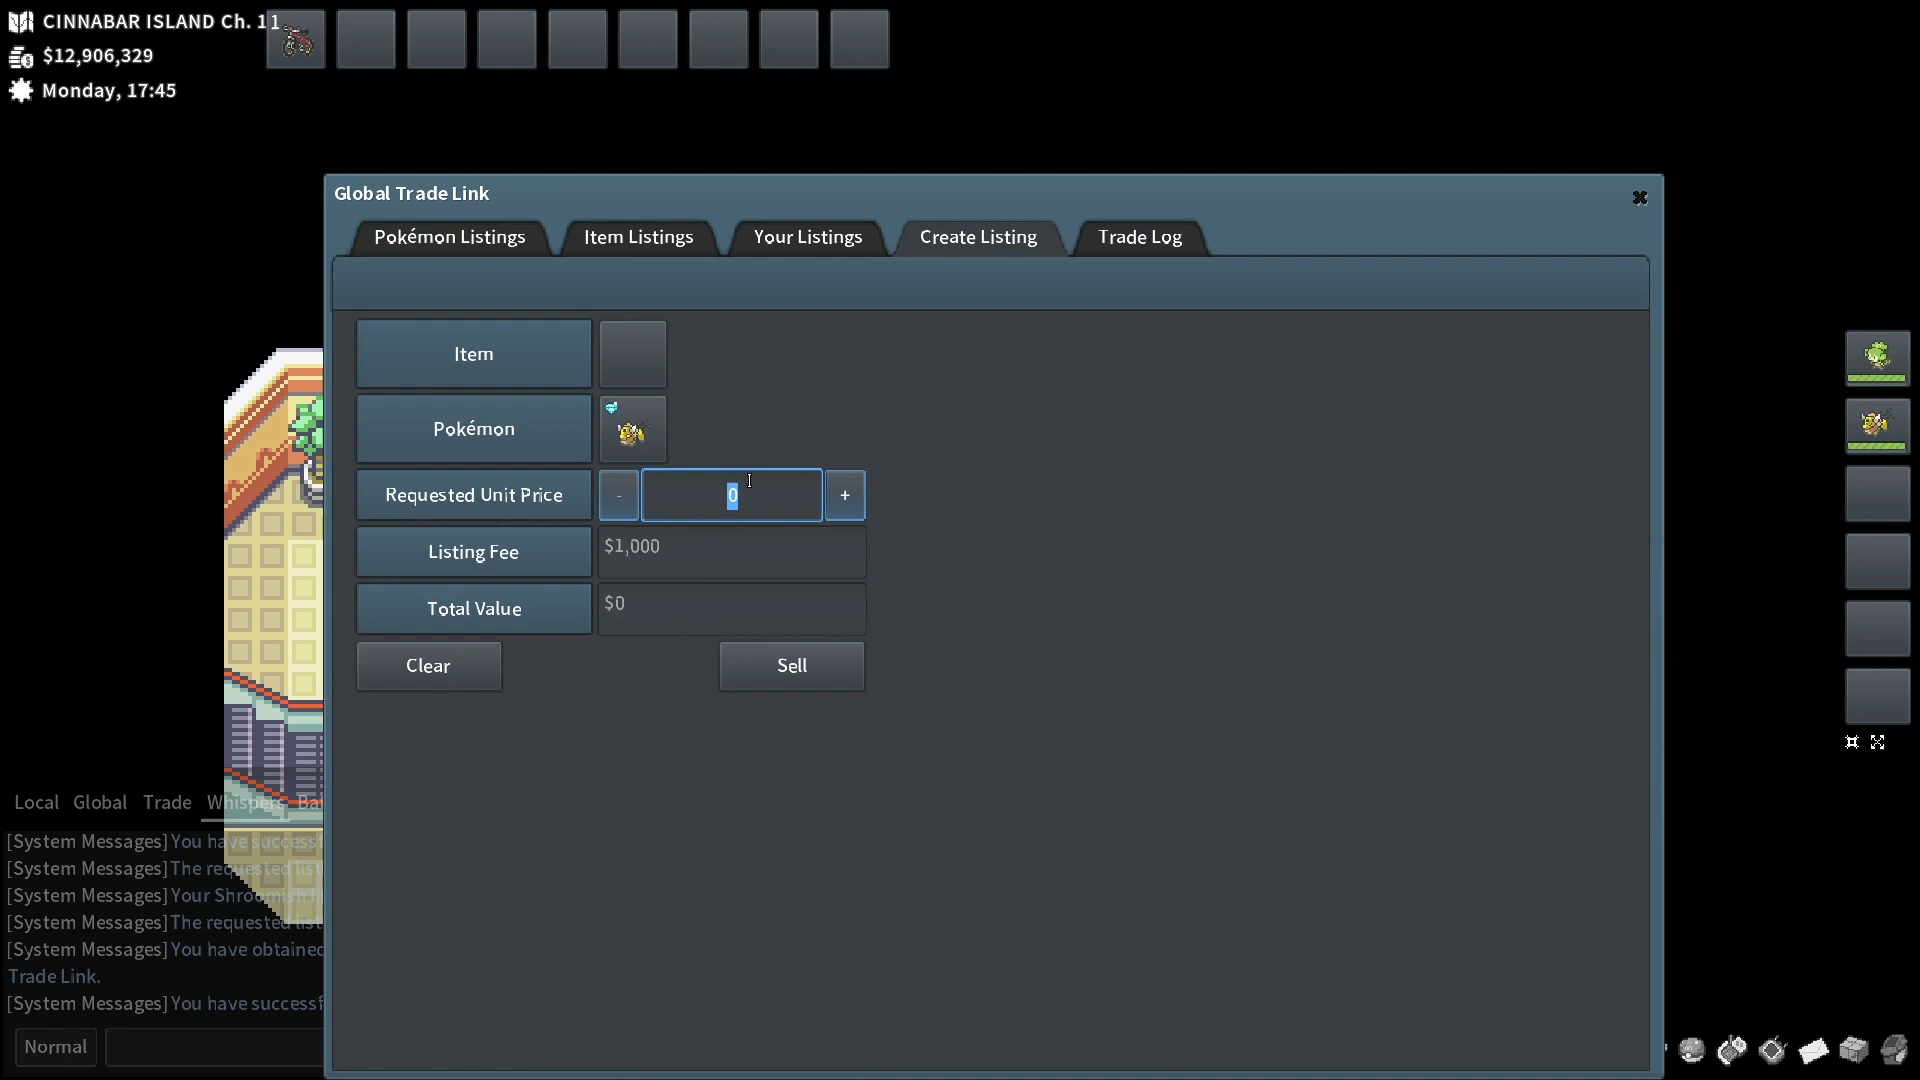 CINNABAR ISLAND Ch. 11
$12,906,329
Monday, 17:45
Global Trade Link
Pokémon Listings
Item Listings
Your Listings
Create Listing
Trade Log
Item
Pokémon
Requested Unit Price
-
0
+
Listing Fee
$1,000
Total Value
$0
Clear
Sell
Local Global Trade Whispers
[System Messages] You have
[System Messages] The requested
[System Messages] Your Shroomish
[System Messages] The requested
[System Messages] You have obtained
Trade Link.
[System Messages] You have
Normal